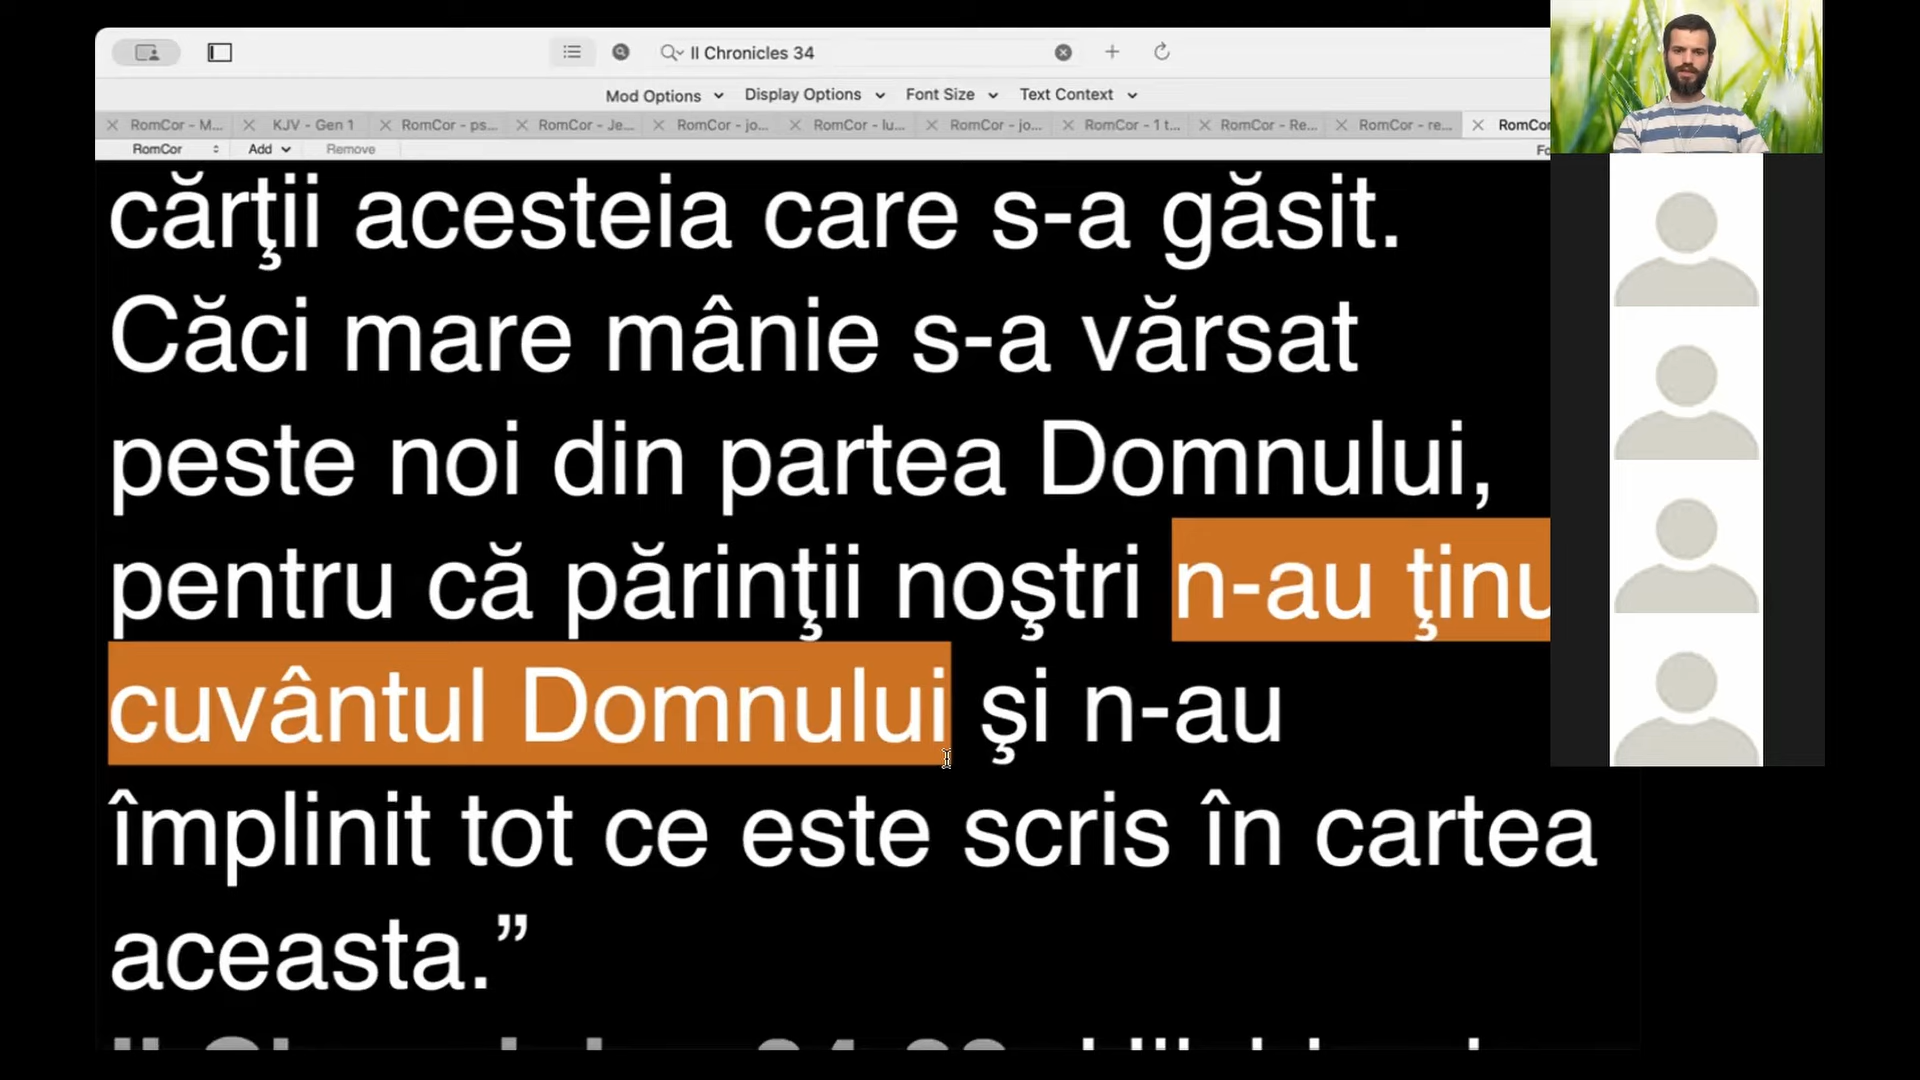 II Chronicles 34
Mod Options Display Options Font Size Text Context
RomCor - M... KJV - Gen 1 RomCor - ps... RomCor - Je... RomCor - jo... RomCor - lu... RomCor - jo... RomCor - 1 t... RomCor - Re... RomCor - re... RomCo
RomCor Add Remove
cărţii acesteia care s-a găsit.
Căci mare mânie s-a vărsat
peste noi din partea Domnului,
pentru că părinţii noştri n-au ţinu
cuvântul Domnului şi n-au
împlinit tot ce este scris în cartea
aceasta.”